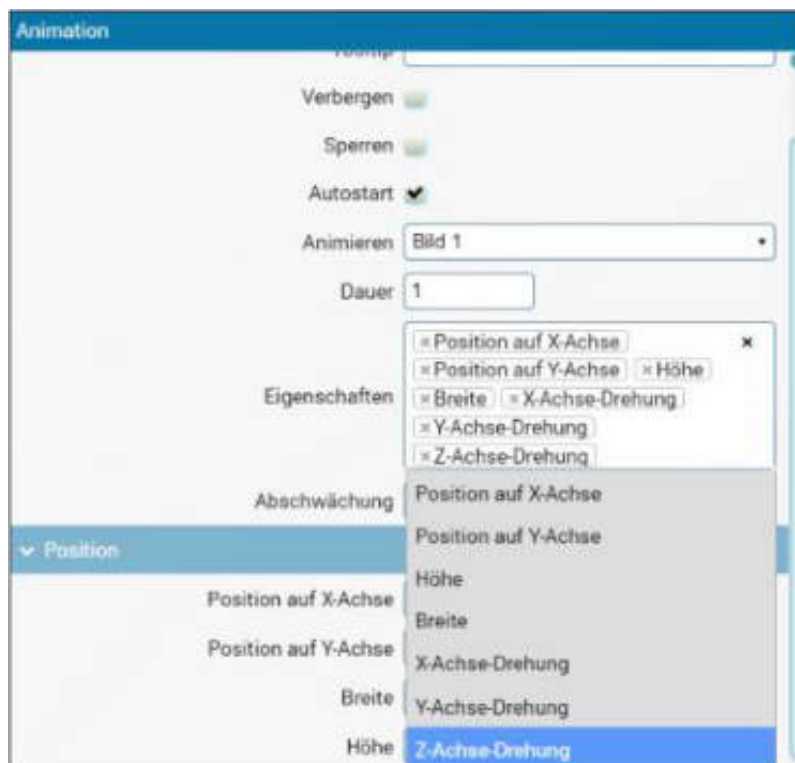 Animation
Verbergen
Sperren
Autostart
Animieren Bild 1
Dauer 1
× Position auf X-Achse ×
× Position auf Y-Achse × Höhe
Eigenschaften × Breite × X-Achse-Drehung
× Y-Achse-Drehung
× Z-Achse-Drehung
Abschwächung Position auf X-Achse
Position auf Y-Achse
Position
Höhe
Position auf X-Achse
Breite
Position auf Y-Achse
X-Achse-Drehung
Breite
Y-Achse-Drehung
Höhe Z-Achse-Drehung